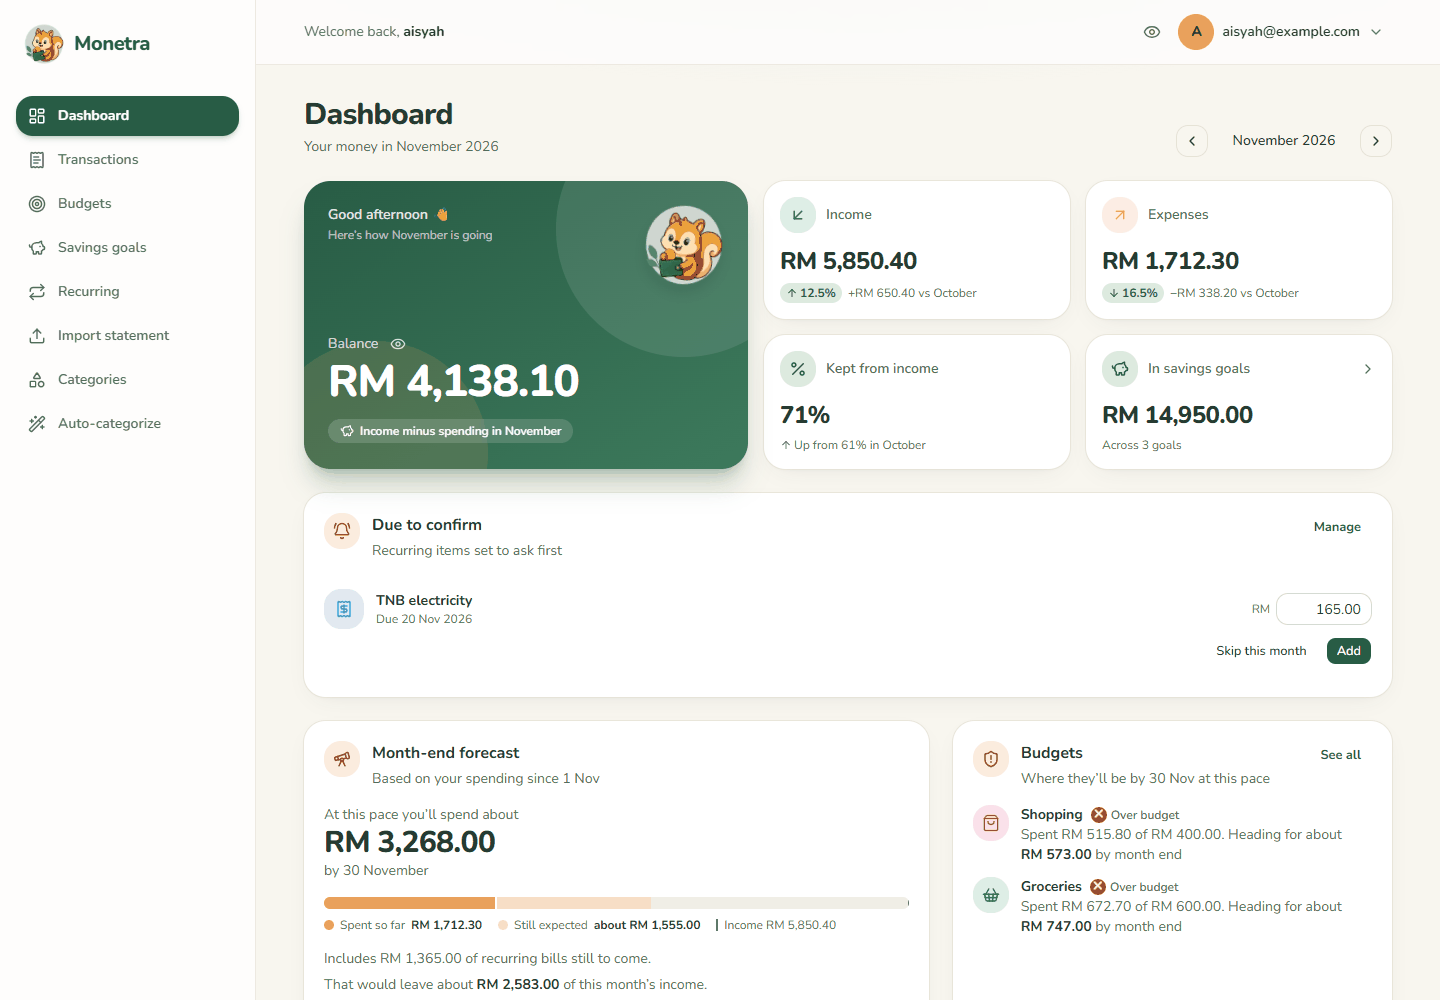 Monetra
Welcome back, aisyah
A
aisyah@example.com
Dashboard
Transactions
Budgets
Savings goals
Recurring
Import statement
Categories
Auto-categorize
Dashboard
Your money in November 2026
November 2026
Good afternoon 👋
Here's how November is going
Balance
RM 4,138.10
Income minus spending in November
Income
RM 5,850.40
↑ 12.5% +RM 650.40 vs October
Expenses
RM 1,712.30
↓ 16.5% −RM 338.20 vs October
Kept from income
71%
↑ Up from 61% in October
In savings goals
RM 14,950.00
Across 3 goals
Due to confirm
Recurring items set to ask first
Manage
TNB electricity
Due 20 Nov 2026
RM 165.00
Skip this month
Add
Month-end forecast
Based on your spending since 1 Nov
At this pace you'll spend about
RM 3,268.00
by 30 November
Spent so far RM 1,712.30 Still expected about RM 1,555.00 Income RM 5,850.40
Includes RM 1,365.00 of recurring bills still to come.
That would leave about RM 2,583.00 of this month's income.
Budgets
Where they'll be by 30 Nov at this pace
See all
Shopping Over budget
Spent RM 515.80 of RM 400.00. Heading for about
RM 573.00 by month end
Groceries Over budget
Spent RM 672.70 of RM 600.00. Heading for about
RM 747.00 by month end